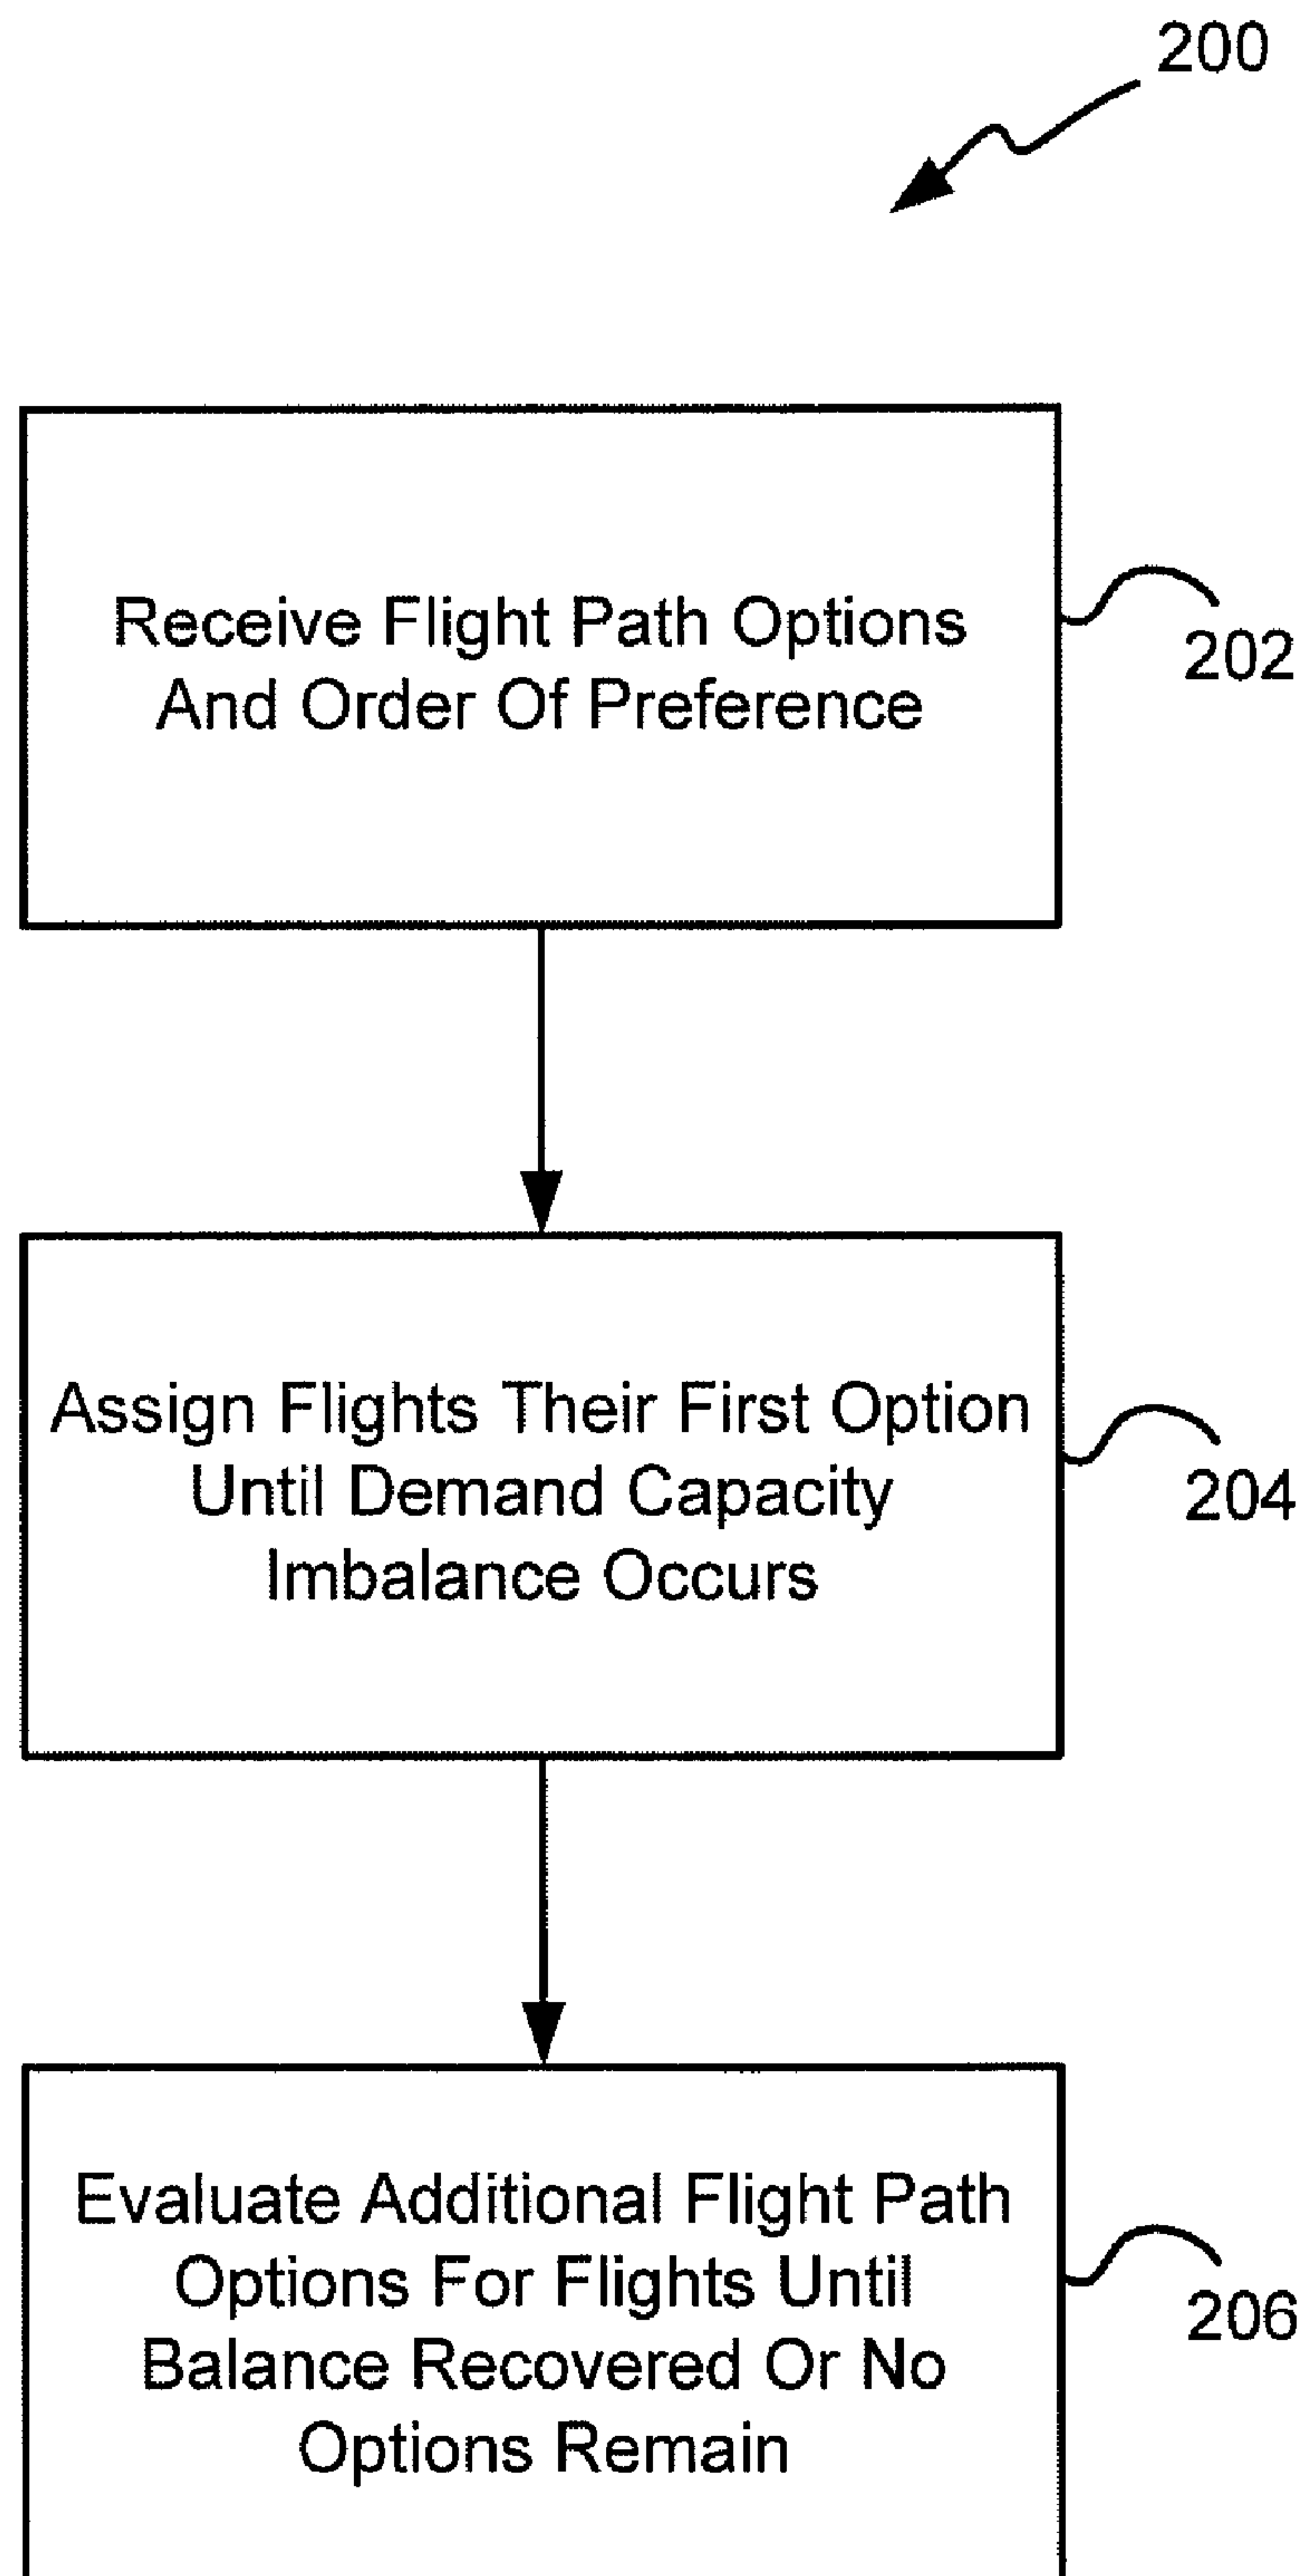 200
Receive Flight Path Options
And Order Of Preference
202
Assign Flights Their First Option
Until Demand Capacity
Imbalance Occurs
204
Evaluate Additional Flight Path
Options For Flights Until
Balance Recovered Or No
Options Remain
206